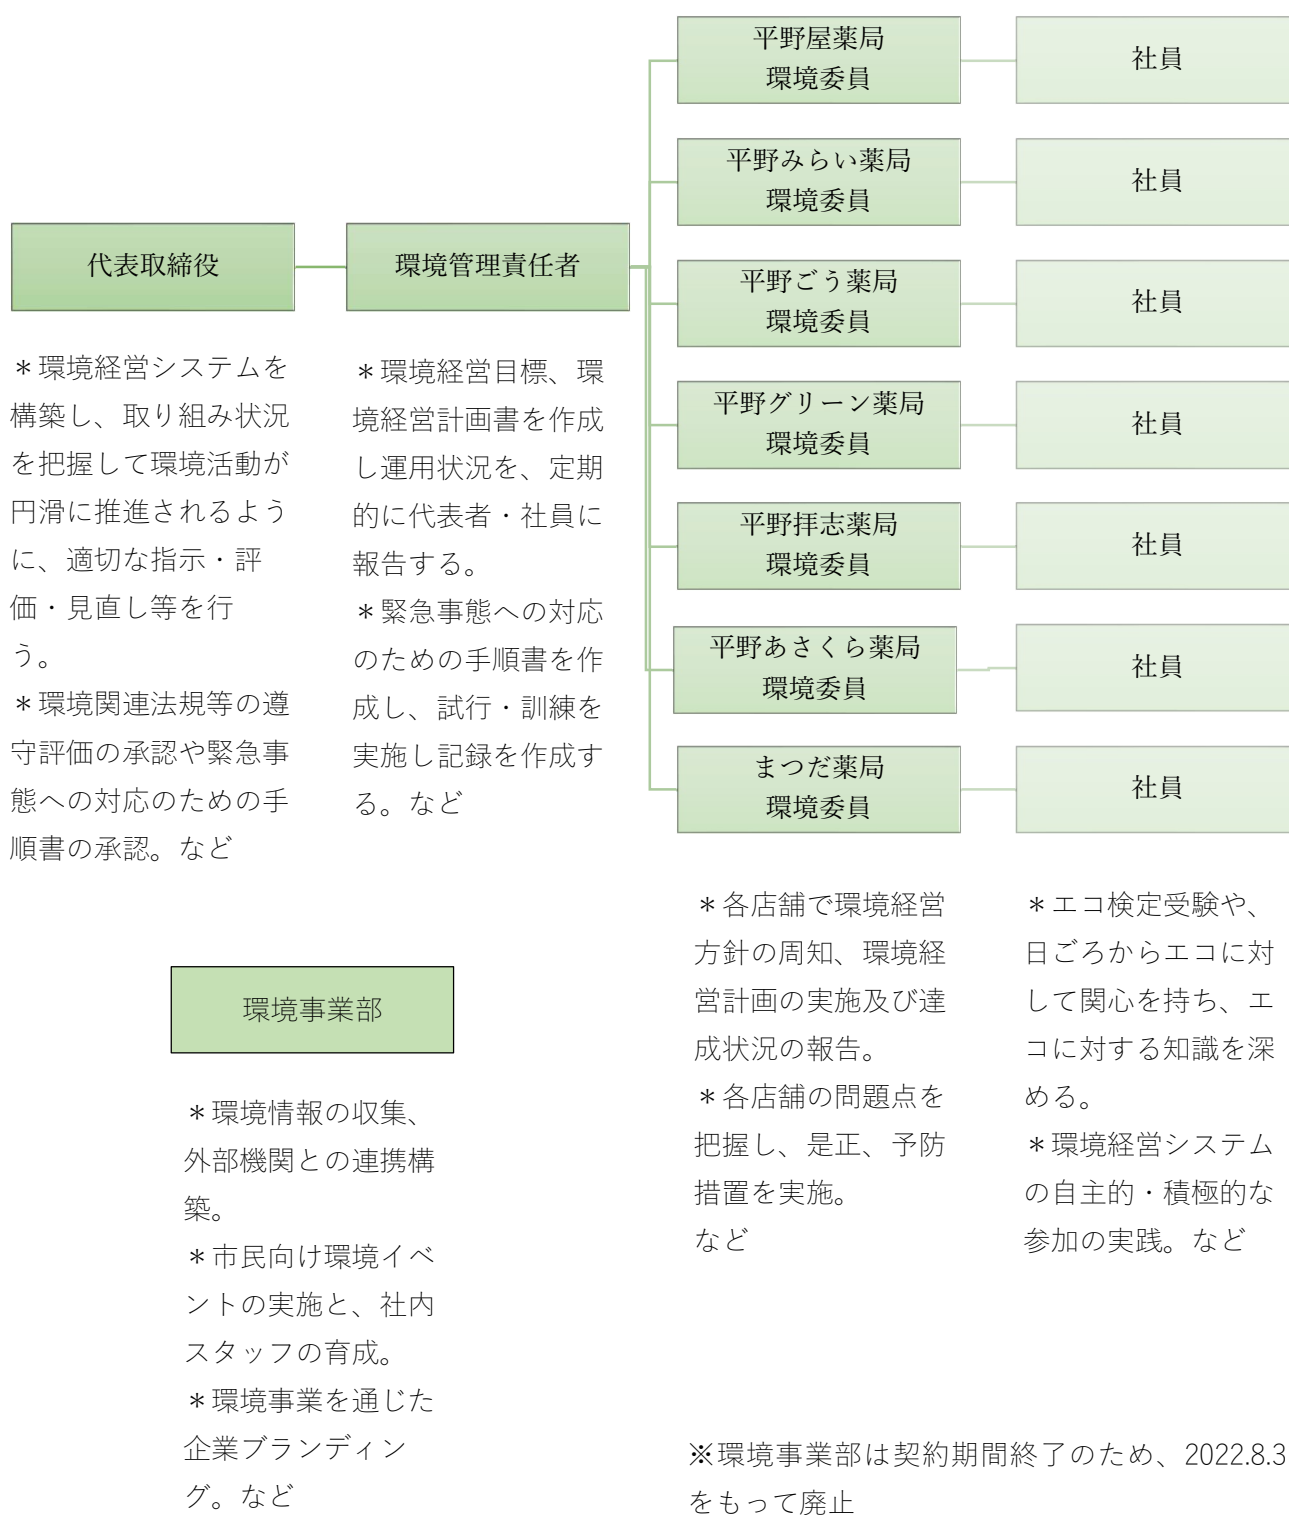 平野屋薬局
環境委員
社員
平野みらい薬局
環境委員
社員
代表取締役
環境管理責任者
平野ごう薬局
環境委員
社員
平野グリーン薬局
環境委員
社員
平野拝志薬局
環境委員
社員
平野あさくら薬局
環境委員
社員
まつだ薬局
環境委員
社員
＊環境経営システムを
構築し、取り組み状況
を把握して環境活動が
円滑に推進されるよう
に、適切な指示・評
価・見直し等を行
う。
＊環境関連法規等の遵
守評価の承認や緊急事
態への対応のための手
順書の承認。など
＊環境経営目標、環
境経営計画書を作成
し運用状況を、定期
的に代表者・社員に
報告する。
＊緊急事態への対応
のための手順書を作
成し、試行・訓練を
実施し記録を作成す
る。など
＊各店舗で環境経営
方針の周知、環境経
営計画の実施及び達
成状況の報告。
＊各店舗の問題点を
把握し、是正、予防
措置を実施。
など
＊エコ検定受験や、
日ごろからエコに対
して関心を持ち、エ
コに対する知識を深
める。
＊環境経営システム
の自主的・積極的な
参加の実践。など
環境事業部
＊環境情報の収集、
外部機関との連携構
築。
＊市民向け環境イベ
ントの実施と、社内
スタッフの育成。
＊環境事業を通じた
企業ブランディン
グ。など
※環境事業部は契約期間終了のため、2022.8.3
をもって廃止